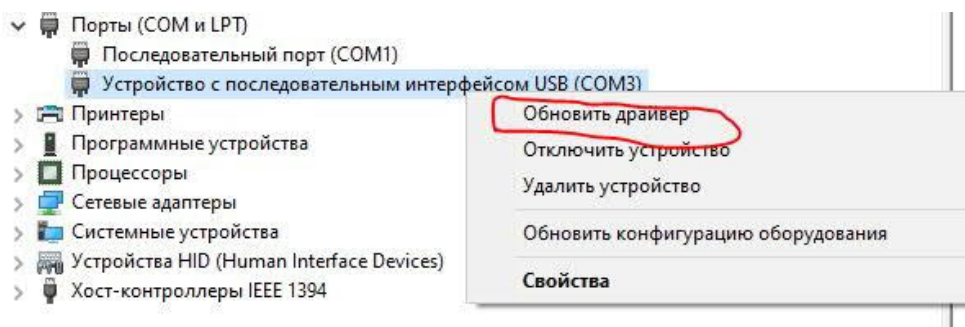 Порты (COM и LPT)
Последовательный порт (COM1)
Устройство с последовательным интерфейсом USB (COM3)
Принтеры
Программные устройства
Процессоры
Сетевые адаптеры
Системные устройства
Устройства HID (Human Interface Devices)
Хост-контроллеры IEEE 1394
Обновить драйвер
Отключить устройство
Удалить устройство
Обновить конфигурацию оборудования
Свойства